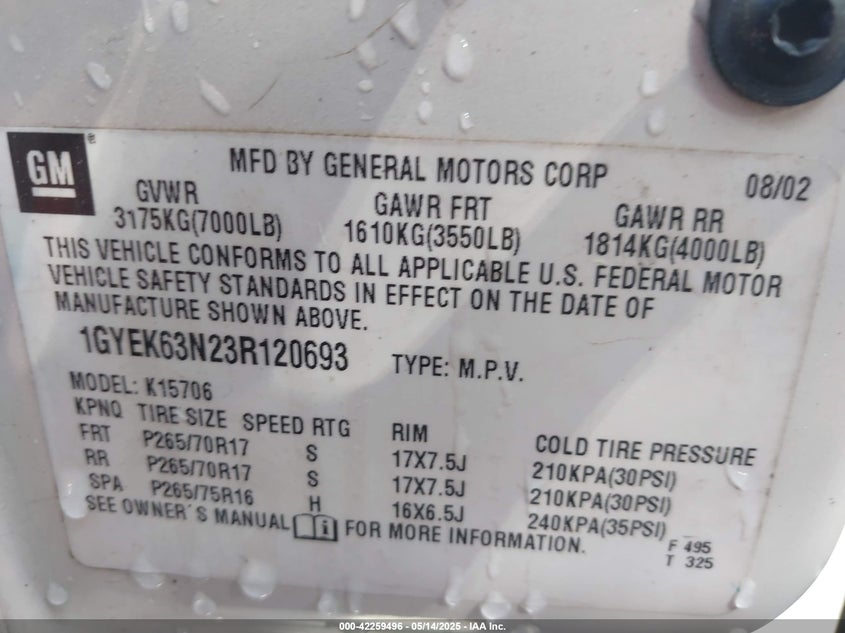 GM
MFD BY GENERAL MOTORS CORP 08/02
GVWR GAWR FRT GAWR RR
3175KG(7000LB) 1610KG(3550LB) 1814KG(4000LB)
THIS VEHICLE CONFORMS TO ALL APPLICABLE U.S. FEDERAL MOTOR
VEHICLE SAFETY STANDARDS IN EFFECT ON THE DATE OF
MANUFACTURE SHOWN ABOVE.
1GYEK63N23R120693 TYPE: M.P.V.
MODEL: K15706
KPNQ TIRE SIZE SPEED RTG RIM COLD TIRE PRESSURE
FRT P265/70R17 S 17X7.5J 210KPA(30PSI)
RR P265/70R17 S 17X7.5J 210KPA(30PSI)
SPA P265/75R16 H 16X6.5J 240KPA(35PSI)
SEE OWNER´S MANUAL FOR MORE INFORMATION.
F 495
T 325
000-42259496 - 05/14/2025 - IAA Inc.